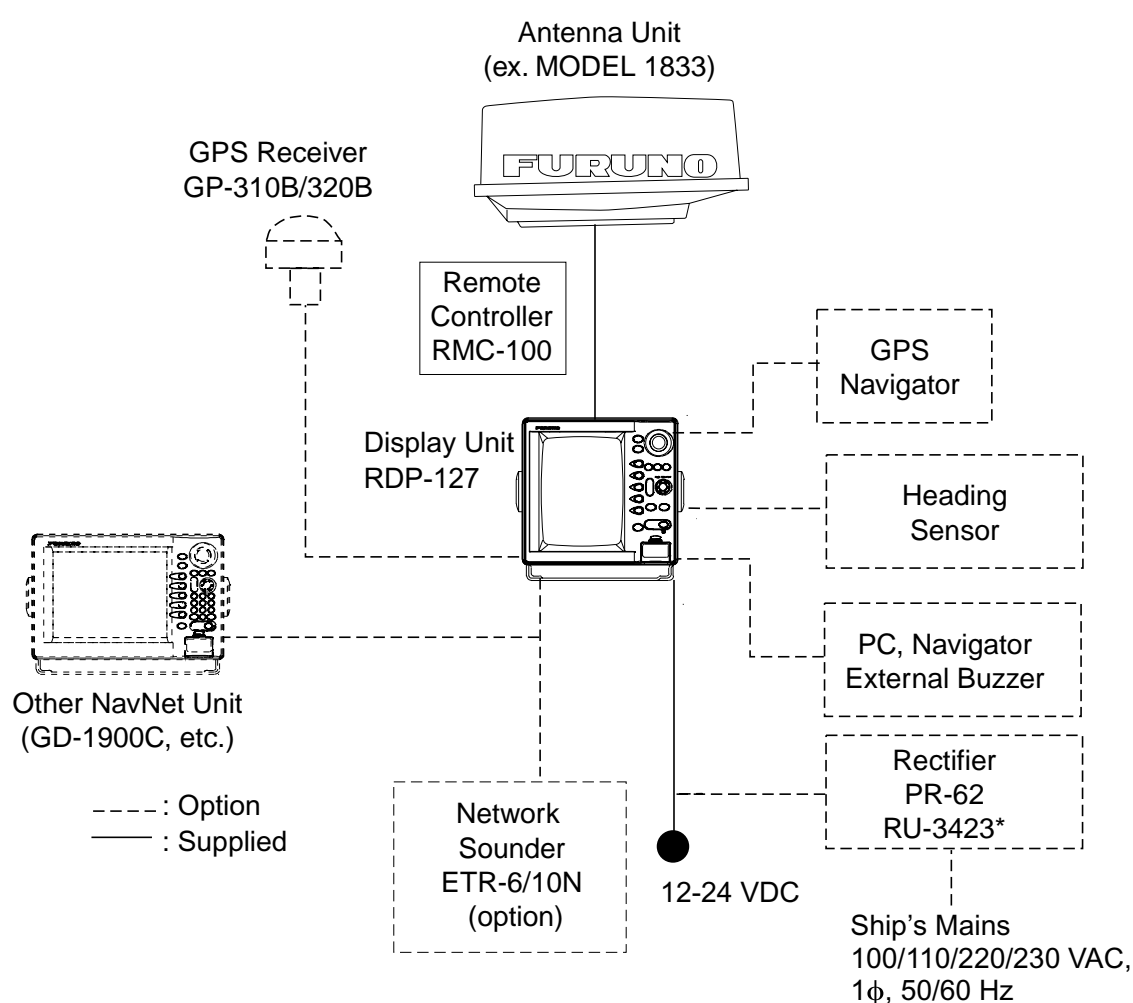 Antenna Unit
(ex. MODEL 1833)
FURUNO
GPS Receiver
GP-310B/320B
Remote
Controller
RMC-100
GPS
Navigator
Display Unit
RDP-127
FURUNO
Heading
Sensor
PC, Navigator
External Buzzer
Other NavNet Unit
(GD-1900C, etc.)
Rectifier
PR-62
RU-3423*
----: Option
: Supplied
Network
Sounder
ETR-6/10N
(option)
12-24 VDC
Ship's Mains
100/110/220/230 VAC,
1ϕ, 50/60 Hz